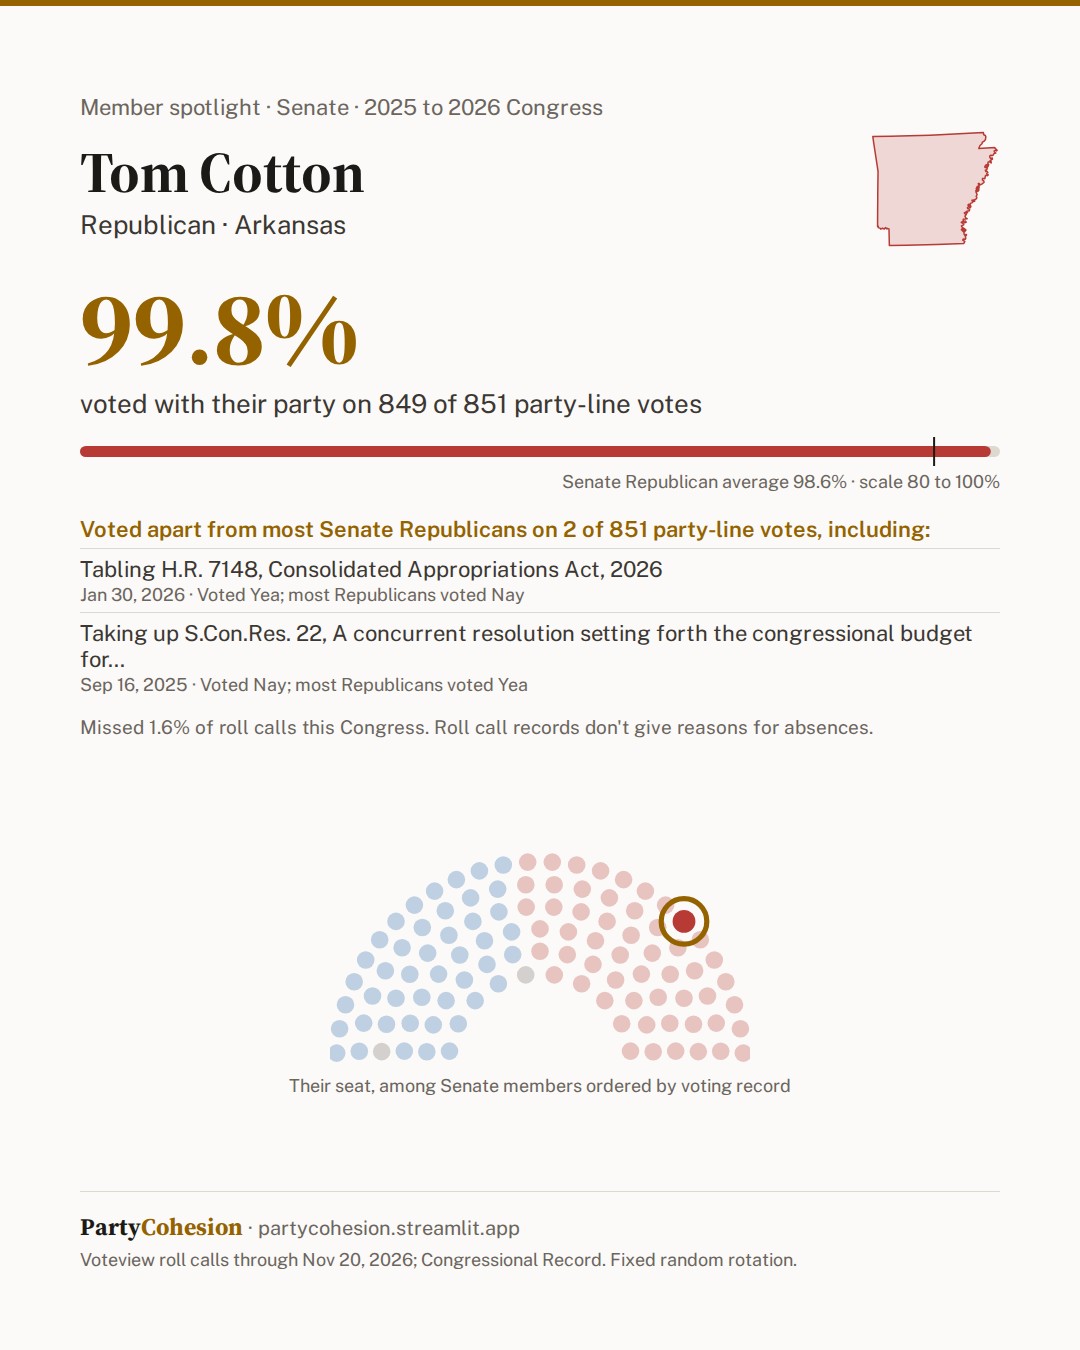 Member spotlight · Senate · 2025 to 2026 Congress
Tom Cotton
Republican · Arkansas
99.8%
voted with their party on 849 of 851 party-line votes
Senate Republican average 98.6% · scale 80 to 100%
Voted apart from most Senate Republicans on 2 of 851 party-line votes, including:
Tabling H.R. 7148, Consolidated Appropriations Act, 2026
Jan 30, 2026 · Voted Yea; most Republicans voted Nay
Taking up S.Con.Res. 22, A concurrent resolution setting forth the congressional budget
for...
Sep 16, 2025 · Voted Nay; most Republicans voted Yea
Missed 1.6% of roll calls this Congress. Roll call records don't give reasons for absences.
Their seat, among Senate members ordered by voting record
PartyCohesion · partycohesion.streamlit.app
Voteview roll calls through Nov 20, 2026; Congressional Record. Fixed random rotation.